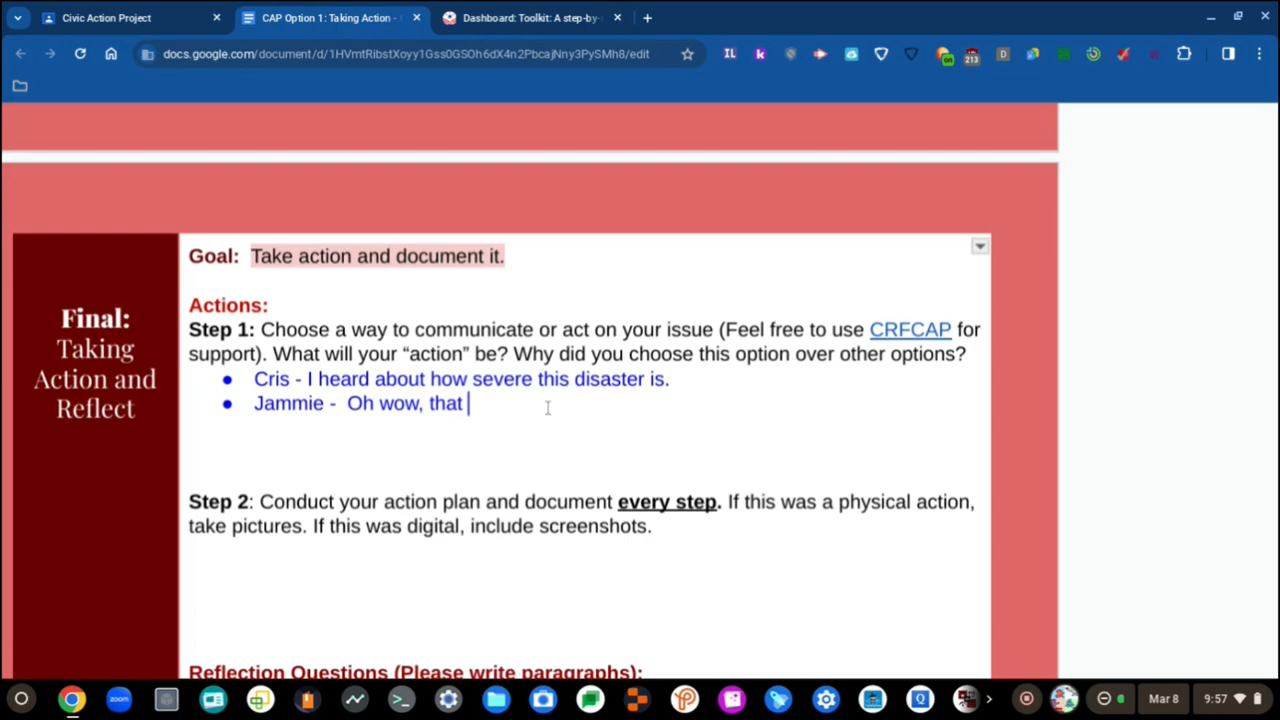 Civic Action Project
CAP Option 1: Taking Action -
Dashboard: Toolkit: A step-by-
docs.google.com/document/d/1HVmtRibstXoyy1Gss0GSOh6dX4n2PbcajNny3PySMh8/edit
IL
k
on
213
D
Goal: Take action and document it.
Final:
Taking
Action and
Reflect
Actions:
Step 1: Choose a way to communicate or act on your issue (Feel free to use CRFCAP for
support). What will your “action” be? Why did you choose this option over other options?
● Cris - I heard about how severe this disaster is.
● Jammie - Oh wow, that
Step 2: Conduct your action plan and document every step. If this was a physical action,
take pictures. If this was digital, include screenshots.
Reflection Questions (Please write paragraphs):
zoom
Q
Mar 8
9:57